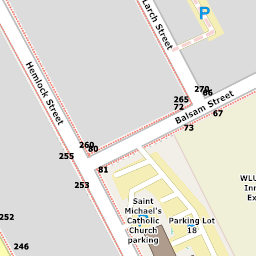 P
Larch Street
Hemlock Street
270
66
265
72
Balsam Street
67
73
260
80
255
81
253
WLU
Inn
Ex
Saint
Michael's
Catholic
Church
parking
Parking Lot
18
252
246